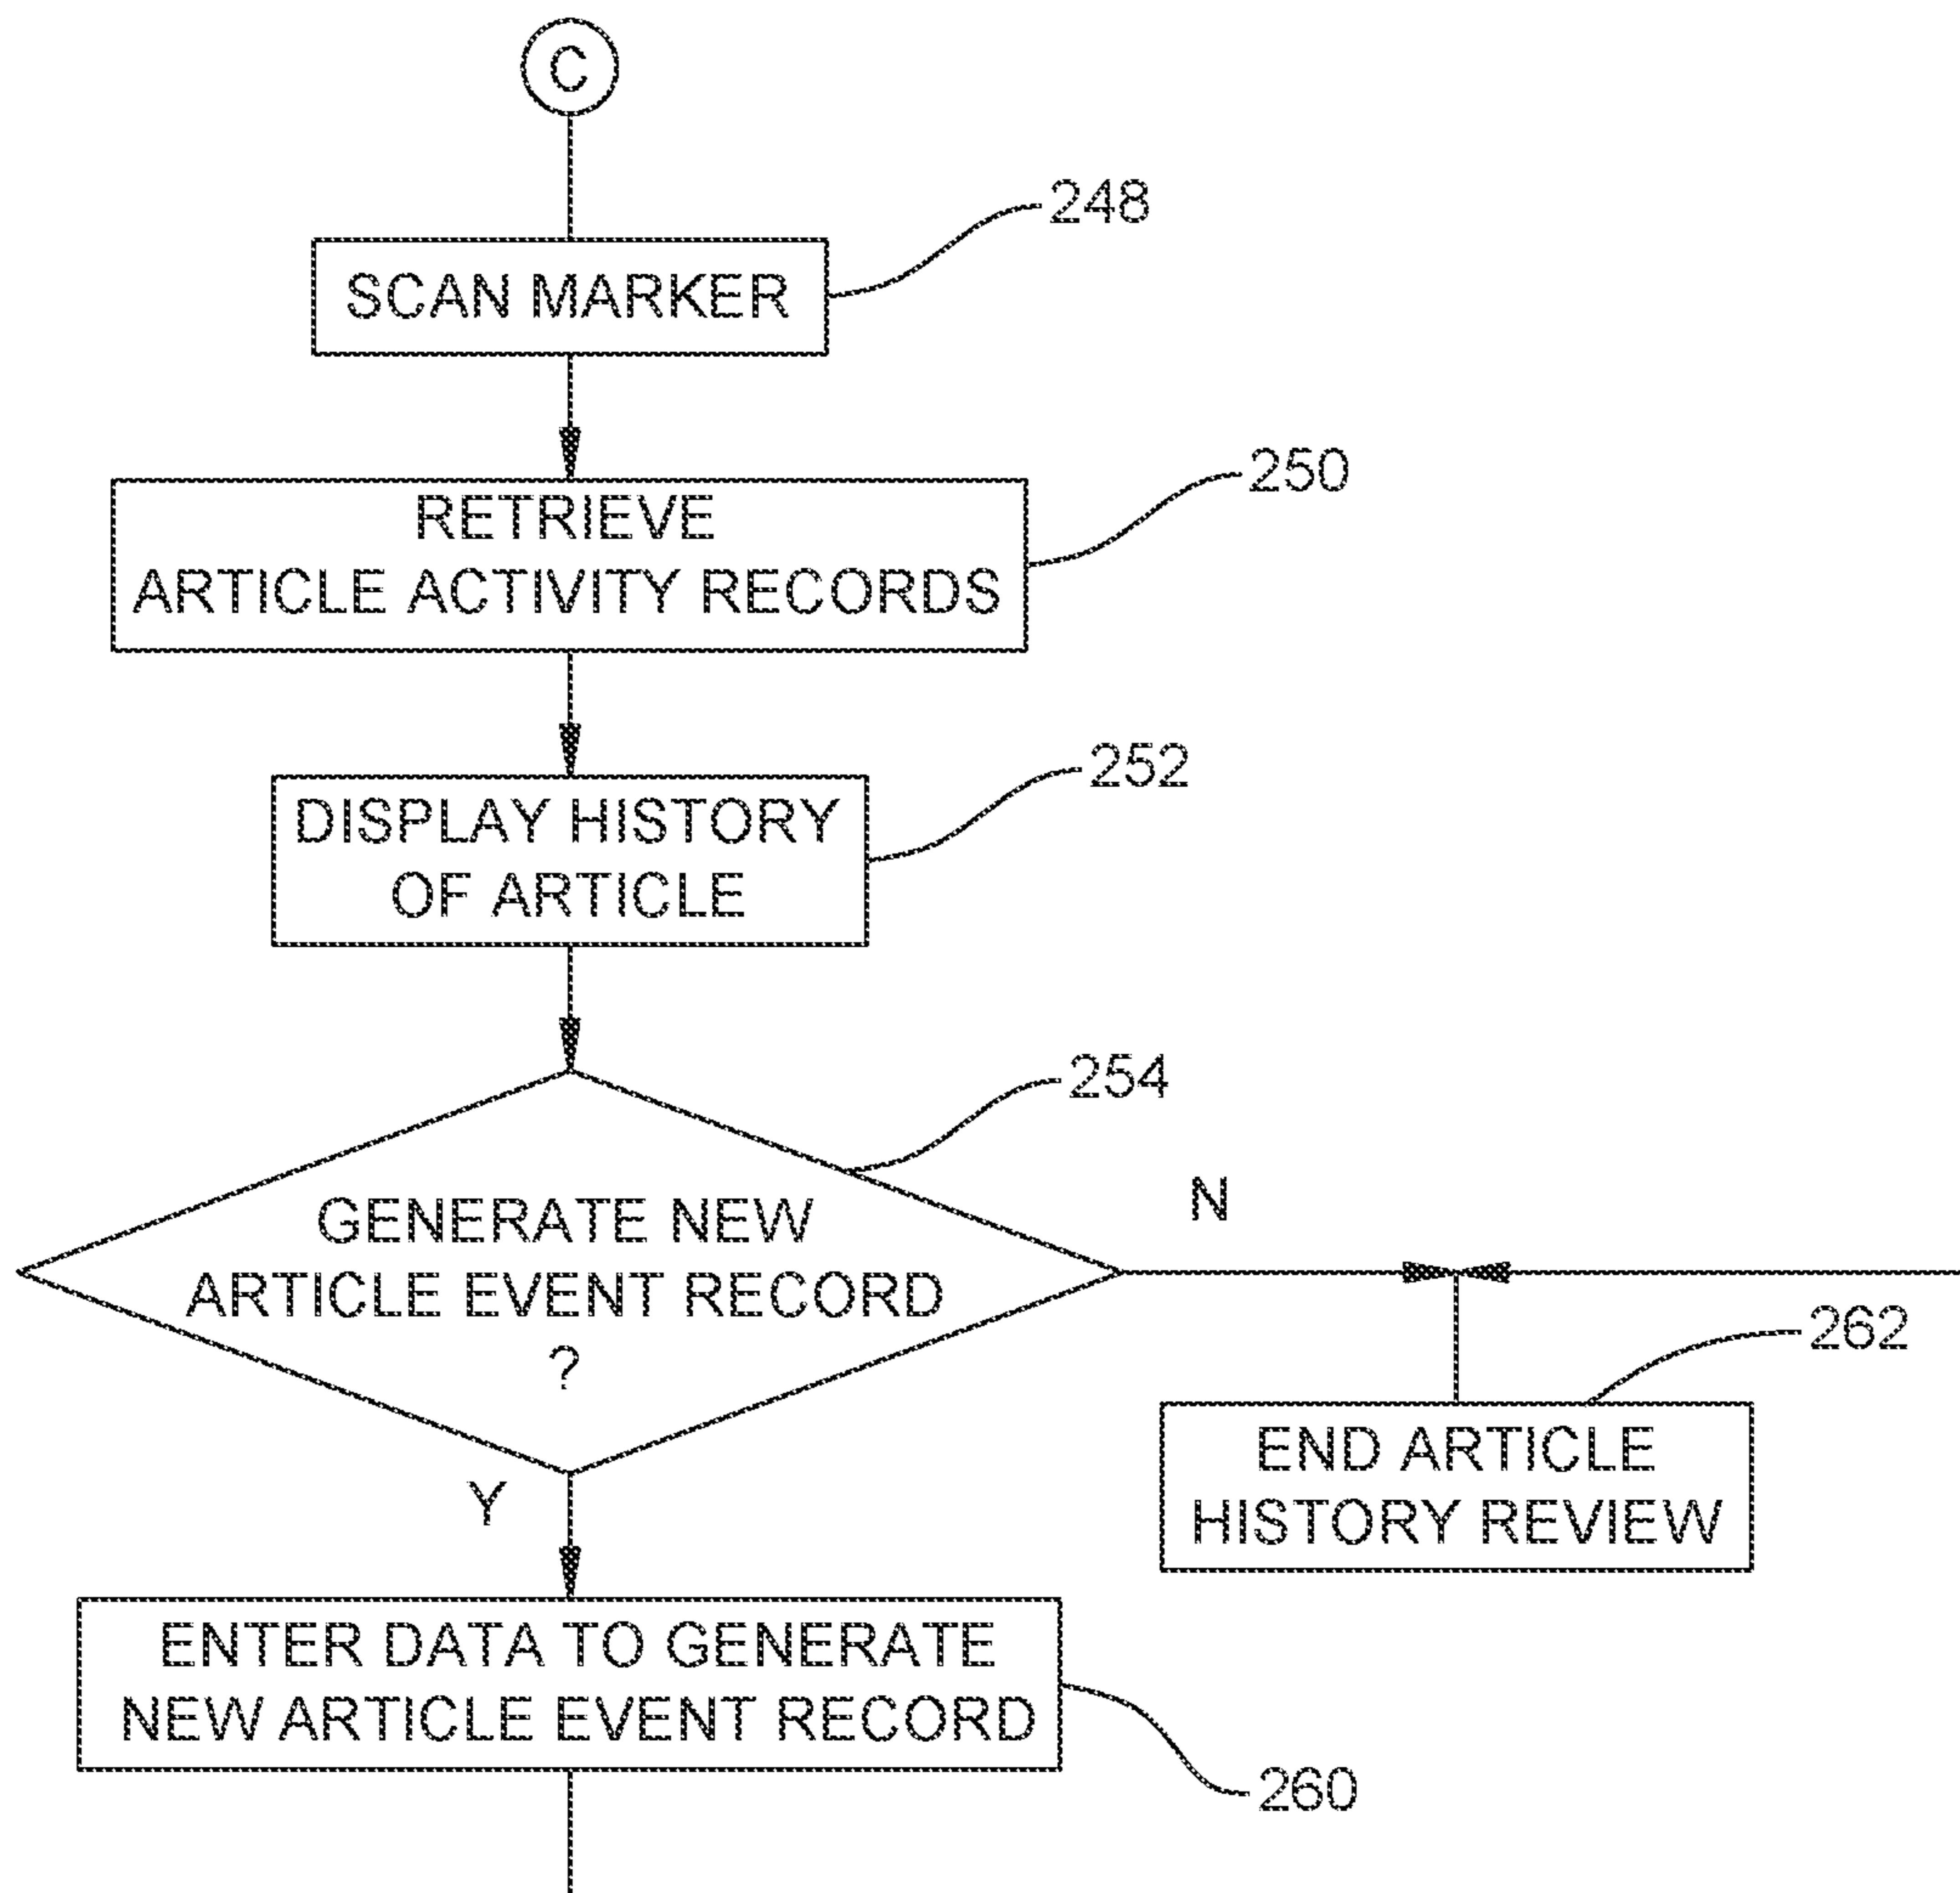 C
248
SCAN MARKER
250
RETRIEVE
ARTICLE ACTIVITY RECORDS
252
DISPLAY HISTORY
OF ARTICLE
254
GENERATE NEW
ARTICLE EVENT RECORD
?
N
262
END ARTICLE
HISTORY REVIEW
Y
ENTER DATA TO GENERATE
NEW ARTICLE EVENT RECORD
260